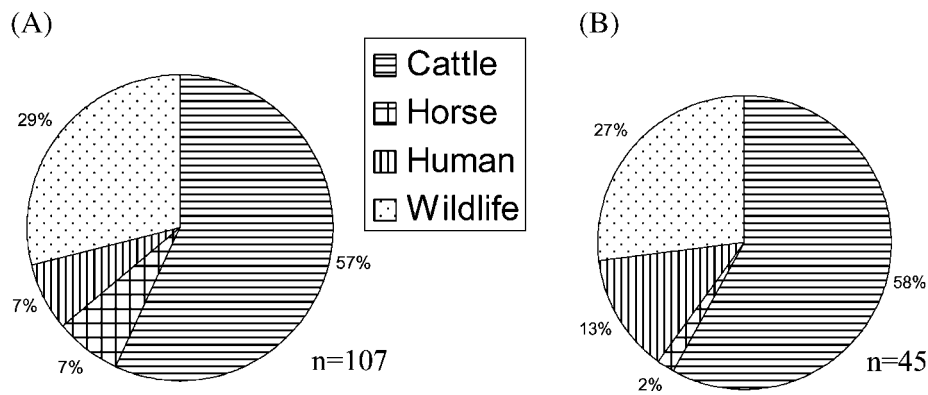 (A)
(B)
Cattle
Horse
Human
Wildlife
29%
57%
7%
7%
n=107
27%
58%
13%
2%
n=45